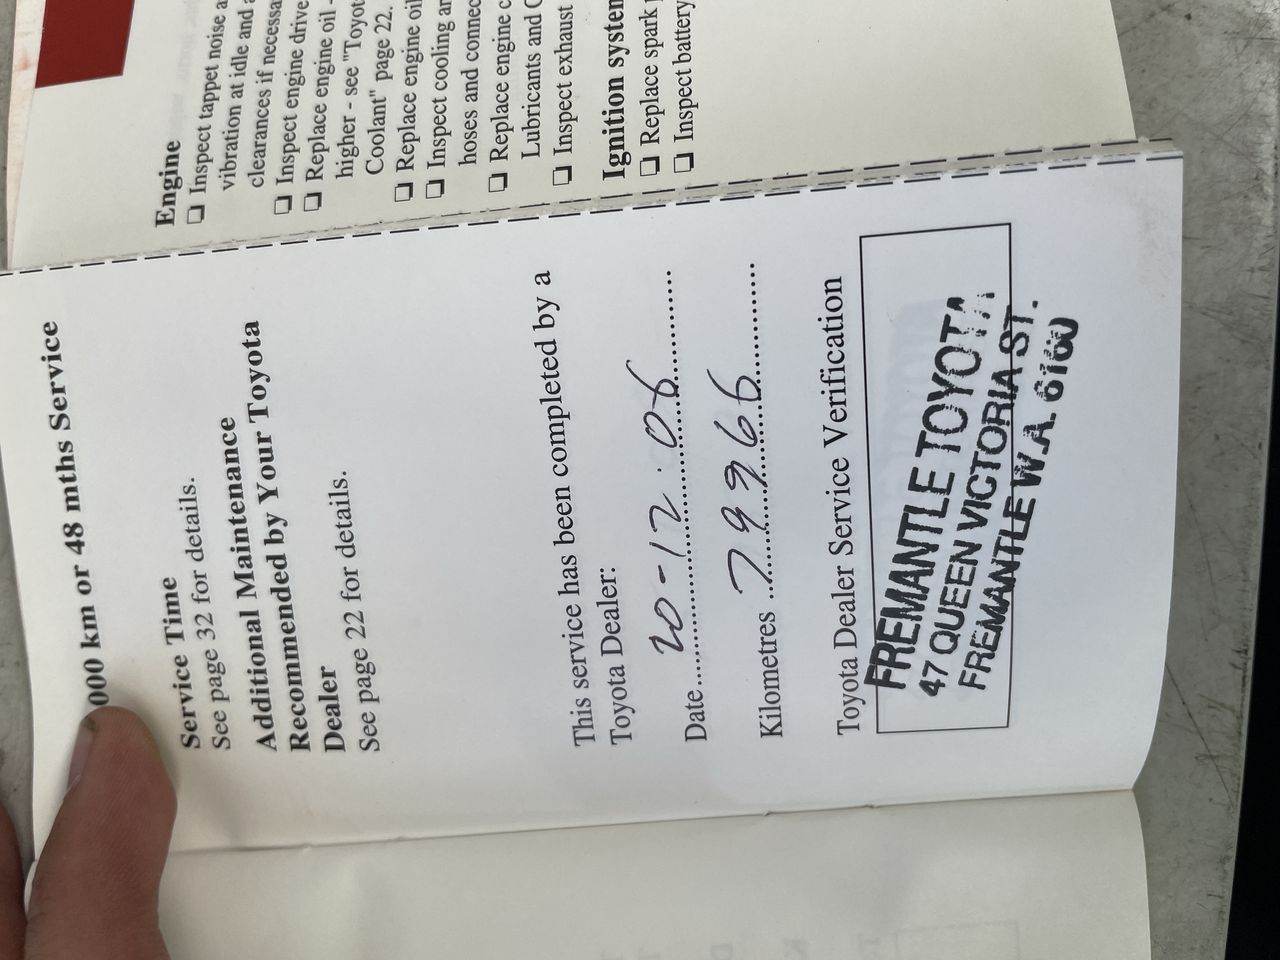 000 km or 48 mths Service
Service Time
See page 32 for details.
Additional Maintenance
Recommended by Your Toyota
Dealer
See page 22 for details.
This service has been completed by a
Toyota Dealer:
Date 20-12.06
Kilometres 79966
Toyota Dealer Service Verification
FREMANTLE TOYOTA
47 QUEEN VICTORIA ST.
FREMANTLE W.A. 6160
Engine
❏ Inspect tappet noise
vibration at idle and
clearances if
❏ Inspect engine drive
❏ Replace engine oil -
higher - see "Toyot
Coolant" page 22.
❏ Replace engine oil
❏ Inspect cooling
hoses and
❏ Replace engine
Lubricants and
❏ Inspect exhaust
Ignition system
❏ Replace spark
❏ Inspect battery